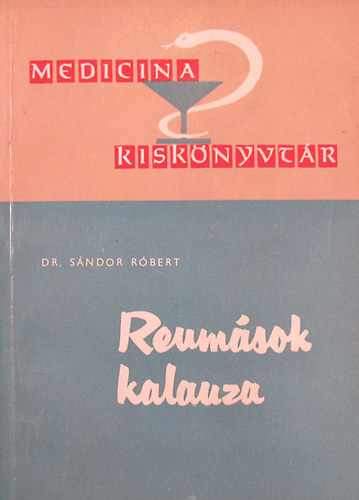 MEDICINA
KISKÖNYVTÁR
DR. SÁNDOR RÓBERT
Reumások
kalauza